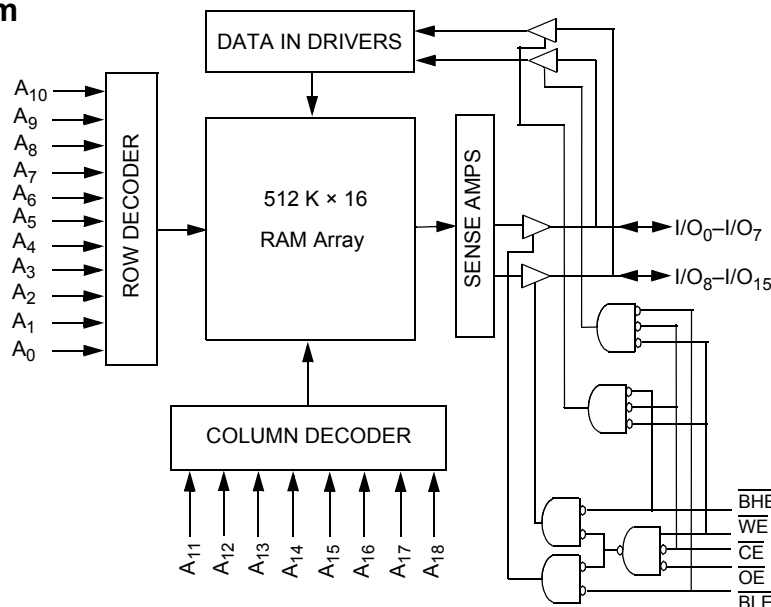 m
DATA IN DRIVERS
A10
A9
A8
A7
A6
A5
A4
A3
A2
A1
A0
ROW DECODER
512 K × 16
RAM Array
SENSE AMPS
I/O0–I/O7
I/O8–I/O15
COLUMN DECODER
A11
A12
A13
A14
A15
A16
A17
A18
BHE
WE
CE
OE
BLE